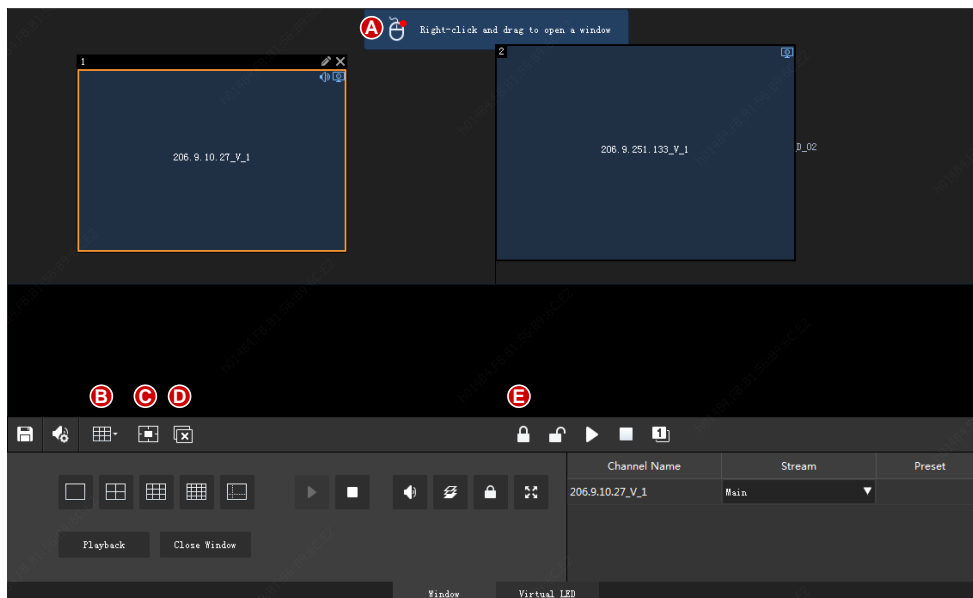 A Right-click and drag to open a window
1
2
206.9.10.27_V_1
206.9.251.133_V_1
D_02
B C D E
1
Channel Name Stream Preset
206.9.10.27_V_1 Main
Playback Close Window
Window Virtual LED